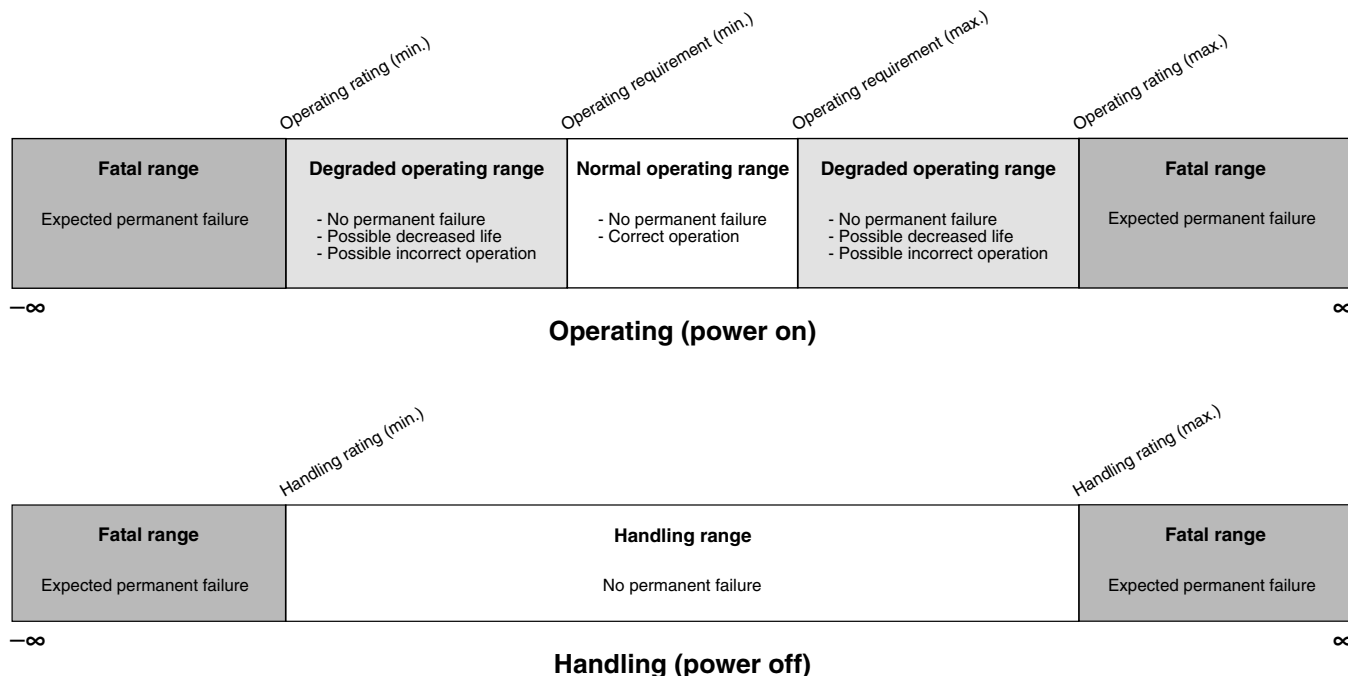 Operating rating (min.)
Operating requirement (min.)
Operating requirement (max.)
Operating rating (max.)
Fatal range
Expected permanent failure
Degraded operating range
- No permanent failure
- Possible decreased life
- Possible incorrect operation
Normal operating range
- No permanent failure
- Correct operation
Degraded operating range
- No permanent failure
- Possible decreased life
- Possible incorrect operation
Fatal range
Expected permanent failure
–∞
∞
Operating (power on)
Handling rating (min.)
Handling rating (max.)
Fatal range
Expected permanent failure
Handling range
No permanent failure
Fatal range
Expected permanent failure
–∞
∞
Handling (power off)